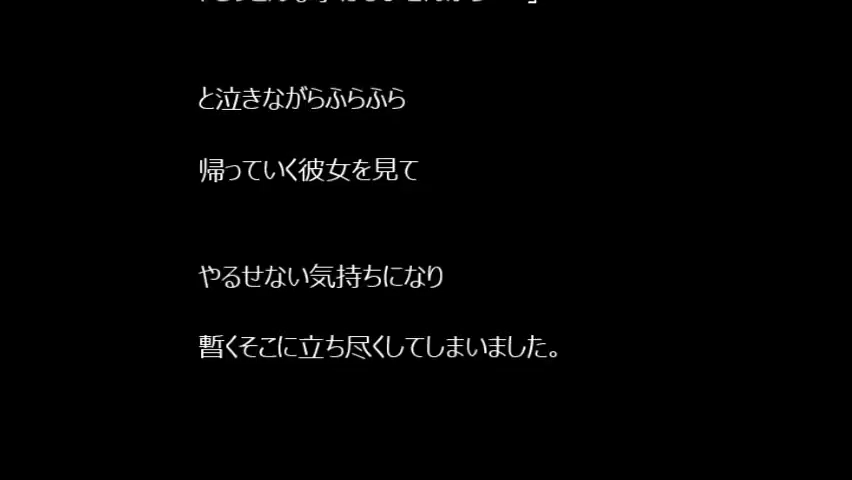 と泣きながらふらふら
帰っていく彼女を見て
やるせない気持ちになり
暫くそこに立ち尽くしてしまいました。